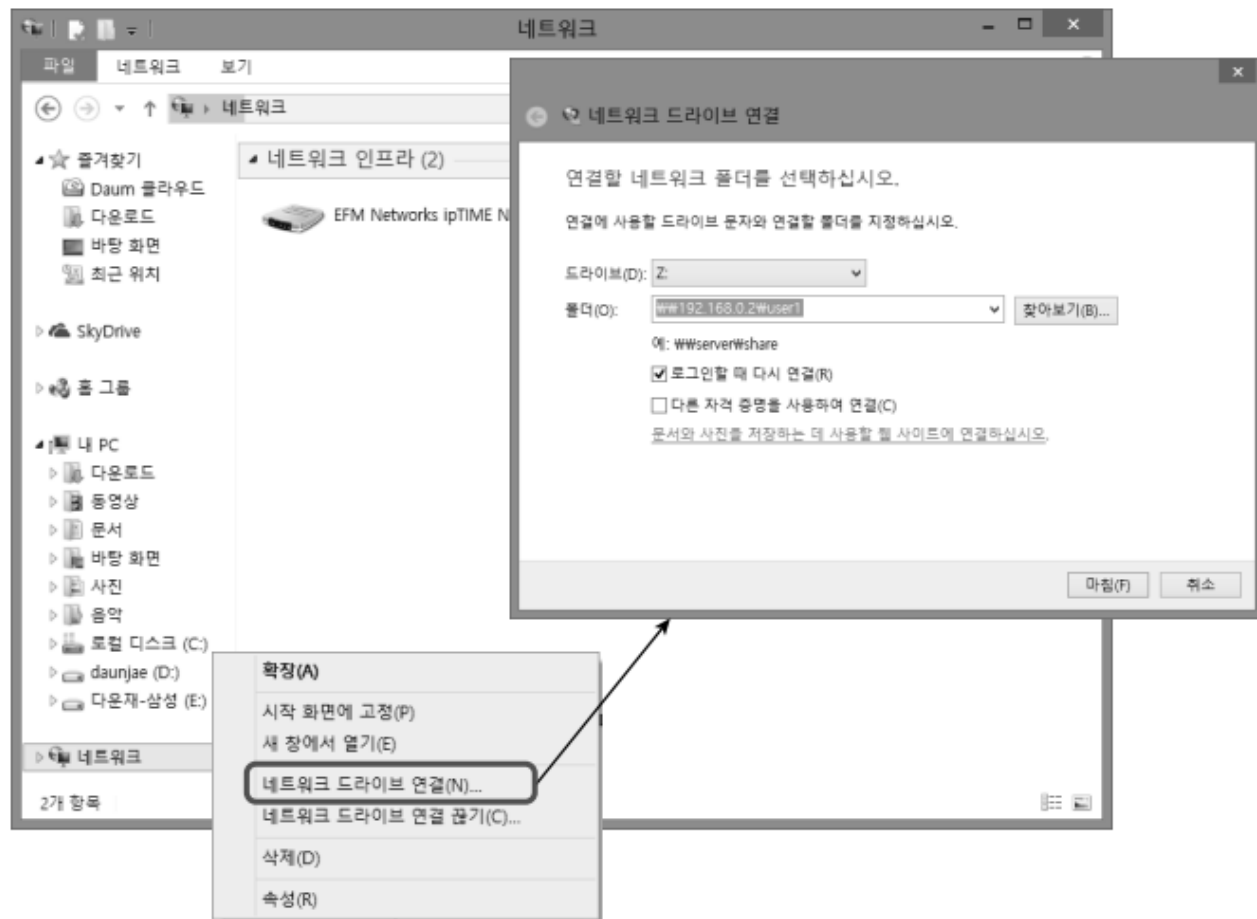 네트워크
파일 네트워크 보기
네트워크
즐겨찾기
Daum 클라우드
다운로드
바탕 화면
최근 위치
SkyDrive
홈 그룹
내 PC
다운로드
동영상
문서
바탕 화면
사진
음악
로컬 디스크 (C:)
daunjae (D:)
다운재-삼성 (E:)
네트워크
2개 항목
네트워크 인프라 (2)
EFM Networks ipTIME N
네트워크 드라이브 연결
연결할 네트워크 폴더를 선택하십시오.
연결에 사용할 드라이브 문자와 연결할 폴더를 지정하십시오.
드라이브(D): Z:
폴더(O): ₩₩192.168.0.2₩user1 찾아보기(B)...
예: ₩₩server₩share
로그인할 때 다시 연결(R)
다른 자격 증명을 사용하여 연결(C)
문서와 사진을 저장하는 데 사용할 웹 사이트에 연결하십시오.
마침(F) 취소
확장(A)
시작 화면에 고정(P)
새 창에서 열기(E)
네트워크 드라이브 연결(N)...
네트워크 드라이브 연결 끊기(C)...
삭제(D)
속성(R)